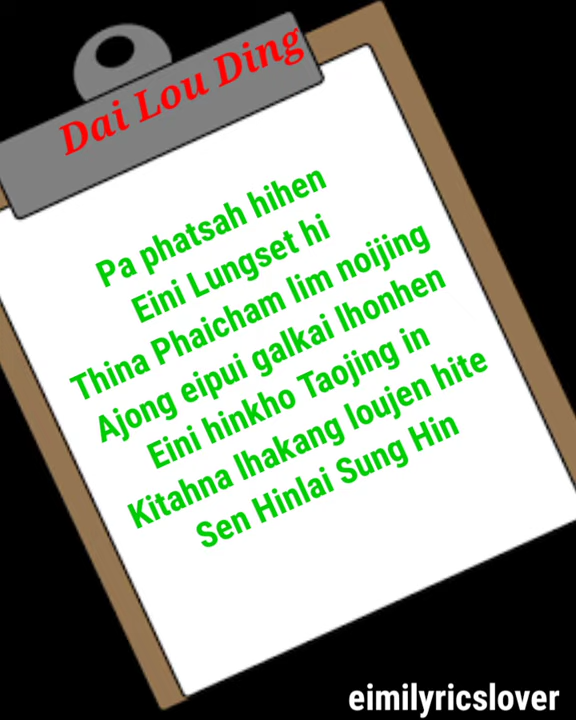 Dai Lou Ding
Pa phatsah hihen
Eini Lungset hi
Thina Phaicham lim noijing
Ajong eipui galkai lhonhen
Eini hinkho Taojing in
Kitahna lhakang loujen hite
Sen Hinlai Sung Hin
eimilyricslover